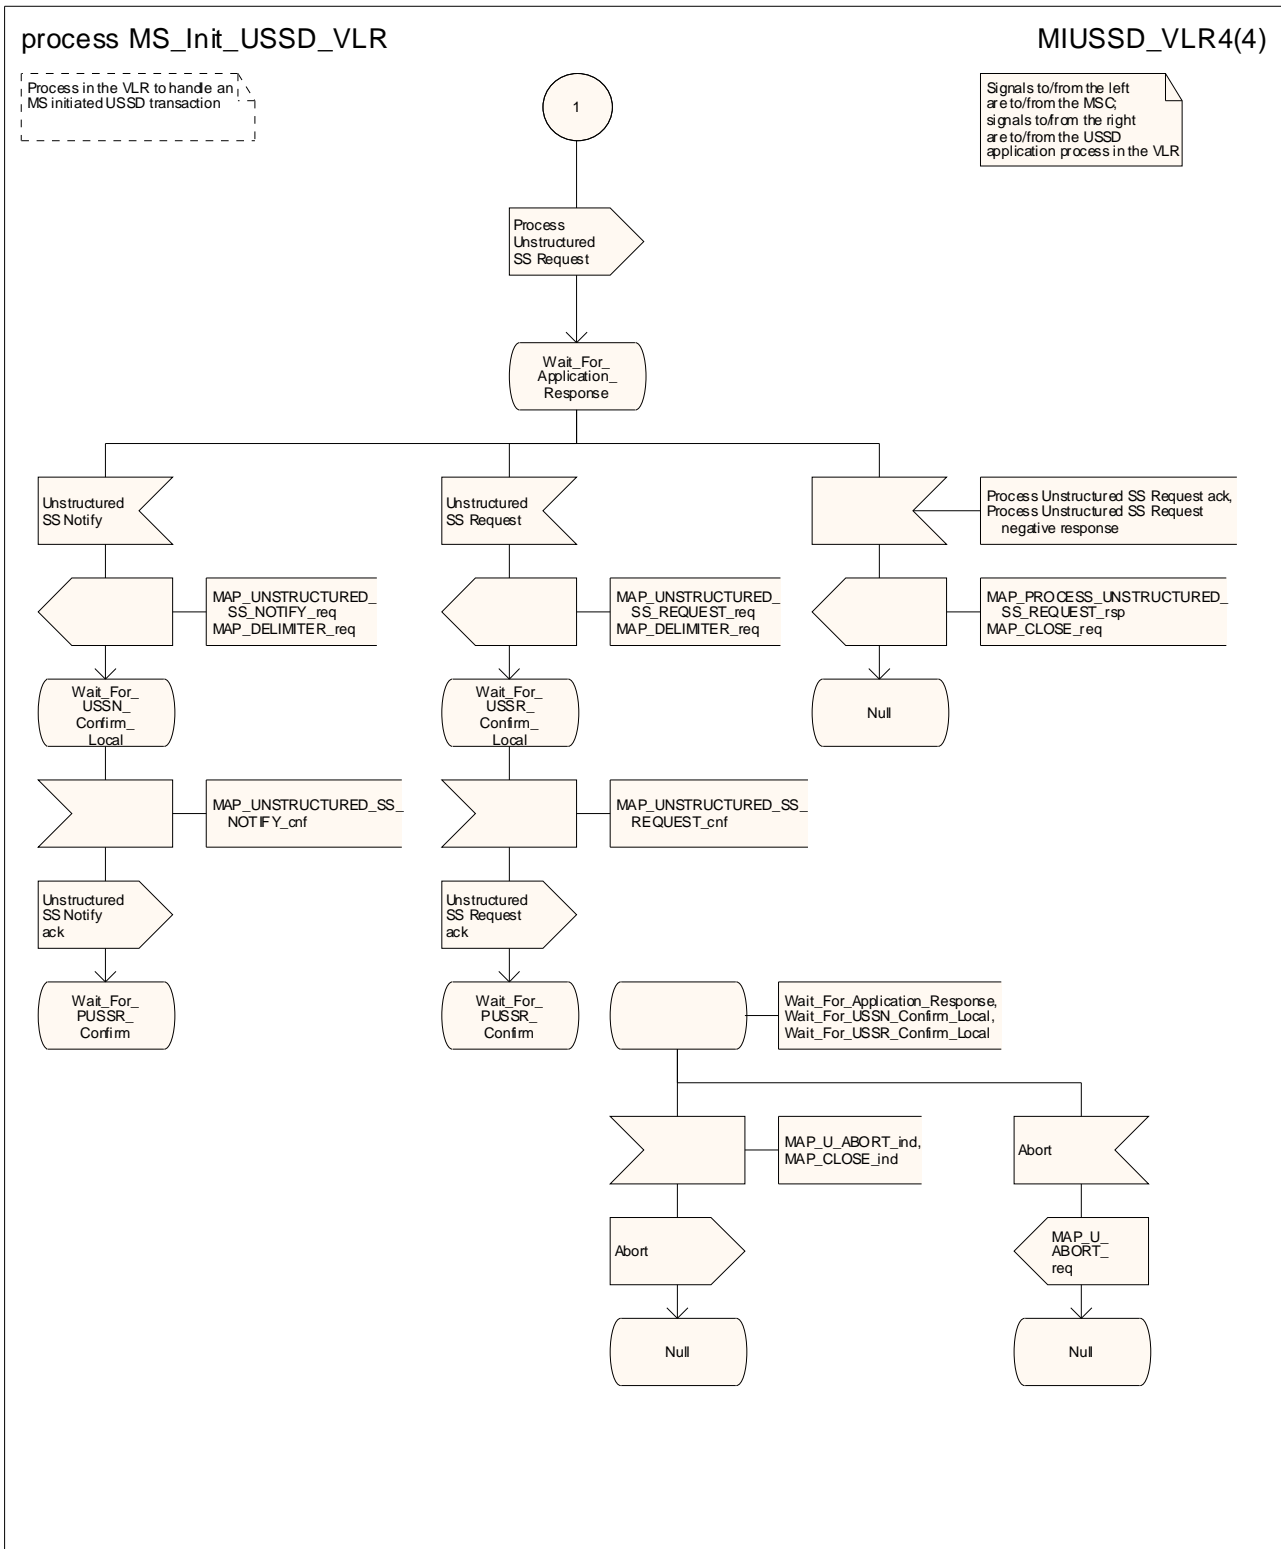 process MS_Init_USSD_VLR
MIUSSD_VLR4(4)
Process in the VLR to handle an
MS initiated USSD transaction
1
Signals to/from the left
are to/from the MSC;
signals to/from the right
are to/from the USSD
application process in the VLR
Process
Unstructured
SS Request
Wait_For_
Application_
Response
Unstructured
SS Notify
Unstructured
SS Request
Process Unstructured SS Request ack,
Process Unstructured SS Request
negative response
MAP_UNSTRUCTURED_
SS_NOTIFY_req
MAP_DELIMITER_req
MAP_UNSTRUCTURED_
SS_REQUEST_req
MAP_DELIMITER_req
MAP_PROCESS_UNSTRUCTURED_
SS_REQUEST_rsp
MAP_CLOSE_req
Wait_For_
USSN_
Confirm_
Local
Wait_For_
USSR_
Confirm_
Local
Null
MAP_UNSTRUCTURED_SS_
NOTIFY_cnf
MAP_UNSTRUCTURED_SS_
REQUEST_cnf
Unstructured
SS Notify
ack
Unstructured
SS Request
ack
Wait_For_
PUSSR_
Confirm
Wait_For_
PUSSR_
Confirm
Wait_For_Application_Response,
Wait_For_USSN_Confirm_Local,
Wait_For_USSR_Confirm_Local
MAP_U_ABORT_ind,
MAP_CLOSE_ind
Abort
Abort
MAP_U_
ABORT_
req
Null
Null